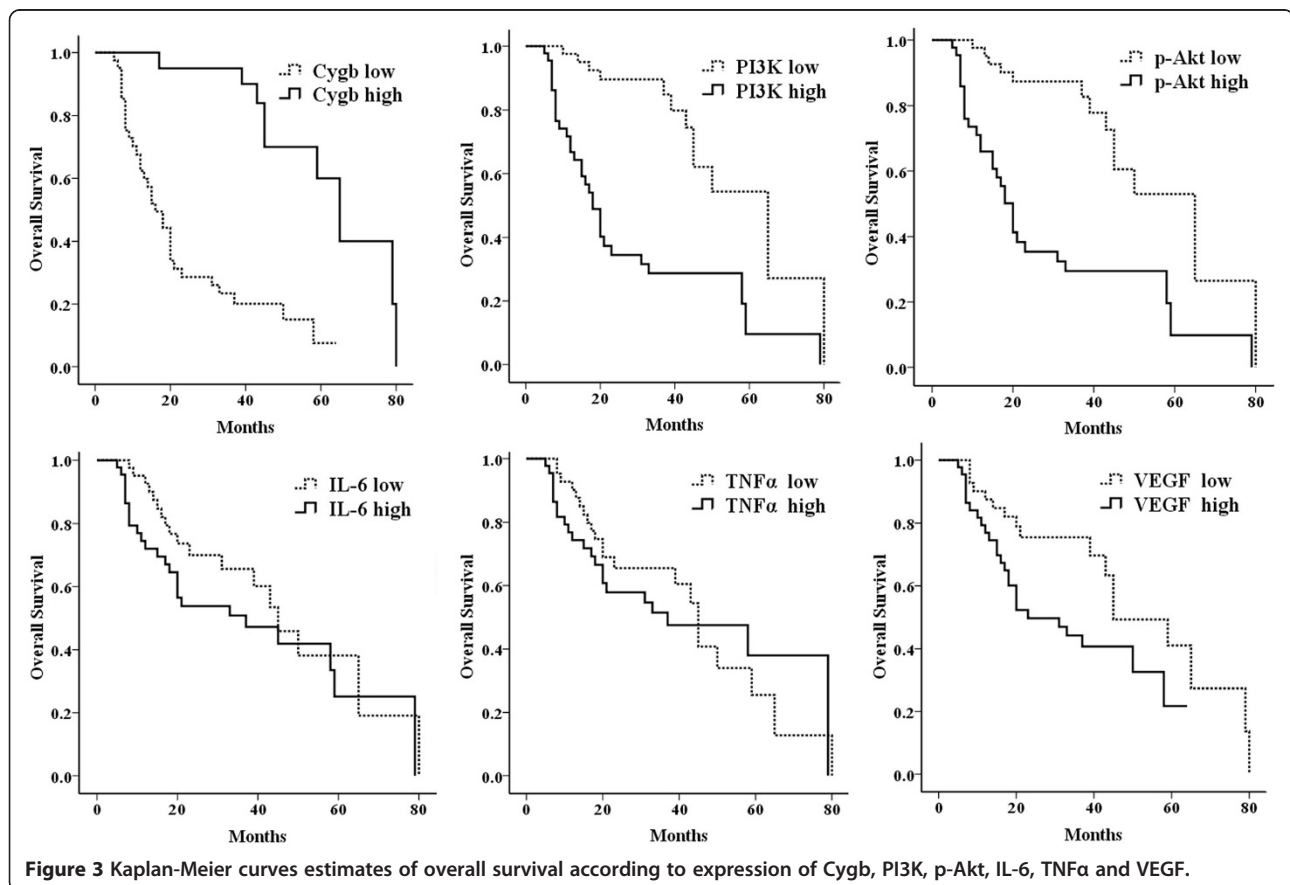 Cygb low
Cygb high
1.0
0.8
0.6
0.4
0.2
0.0
Overall Survival
0 20 40 60 80
Months
PI3K low
PI3K high
1.0
0.8
0.6
0.4
0.2
0.0
Overall Survival
0 20 40 60 80
Months
p-Akt low
p-Akt high
1.0
0.8
0.6
0.4
0.2
0.0
Overall Survival
0 20 40 60 80
Months
IL-6 low
IL-6 high
1.0
0.8
0.6
0.4
0.2
0.0
Overall Survival
0 20 40 60 80
Months
TNFα low
TNFα high
1.0
0.8
0.6
0.4
0.2
0.0
Overall Survival
0 20 40 60 80
Months
VEGF low
VEGF high
1.0
0.8
0.6
0.4
0.2
0.0
Overall Survival
0 20 40 60 80
Months
Figure 3 Kaplan-Meier curves estimates of overall survival according to expression of Cygb, PI3K, p-Akt, IL-6, TNFα and VEGF.